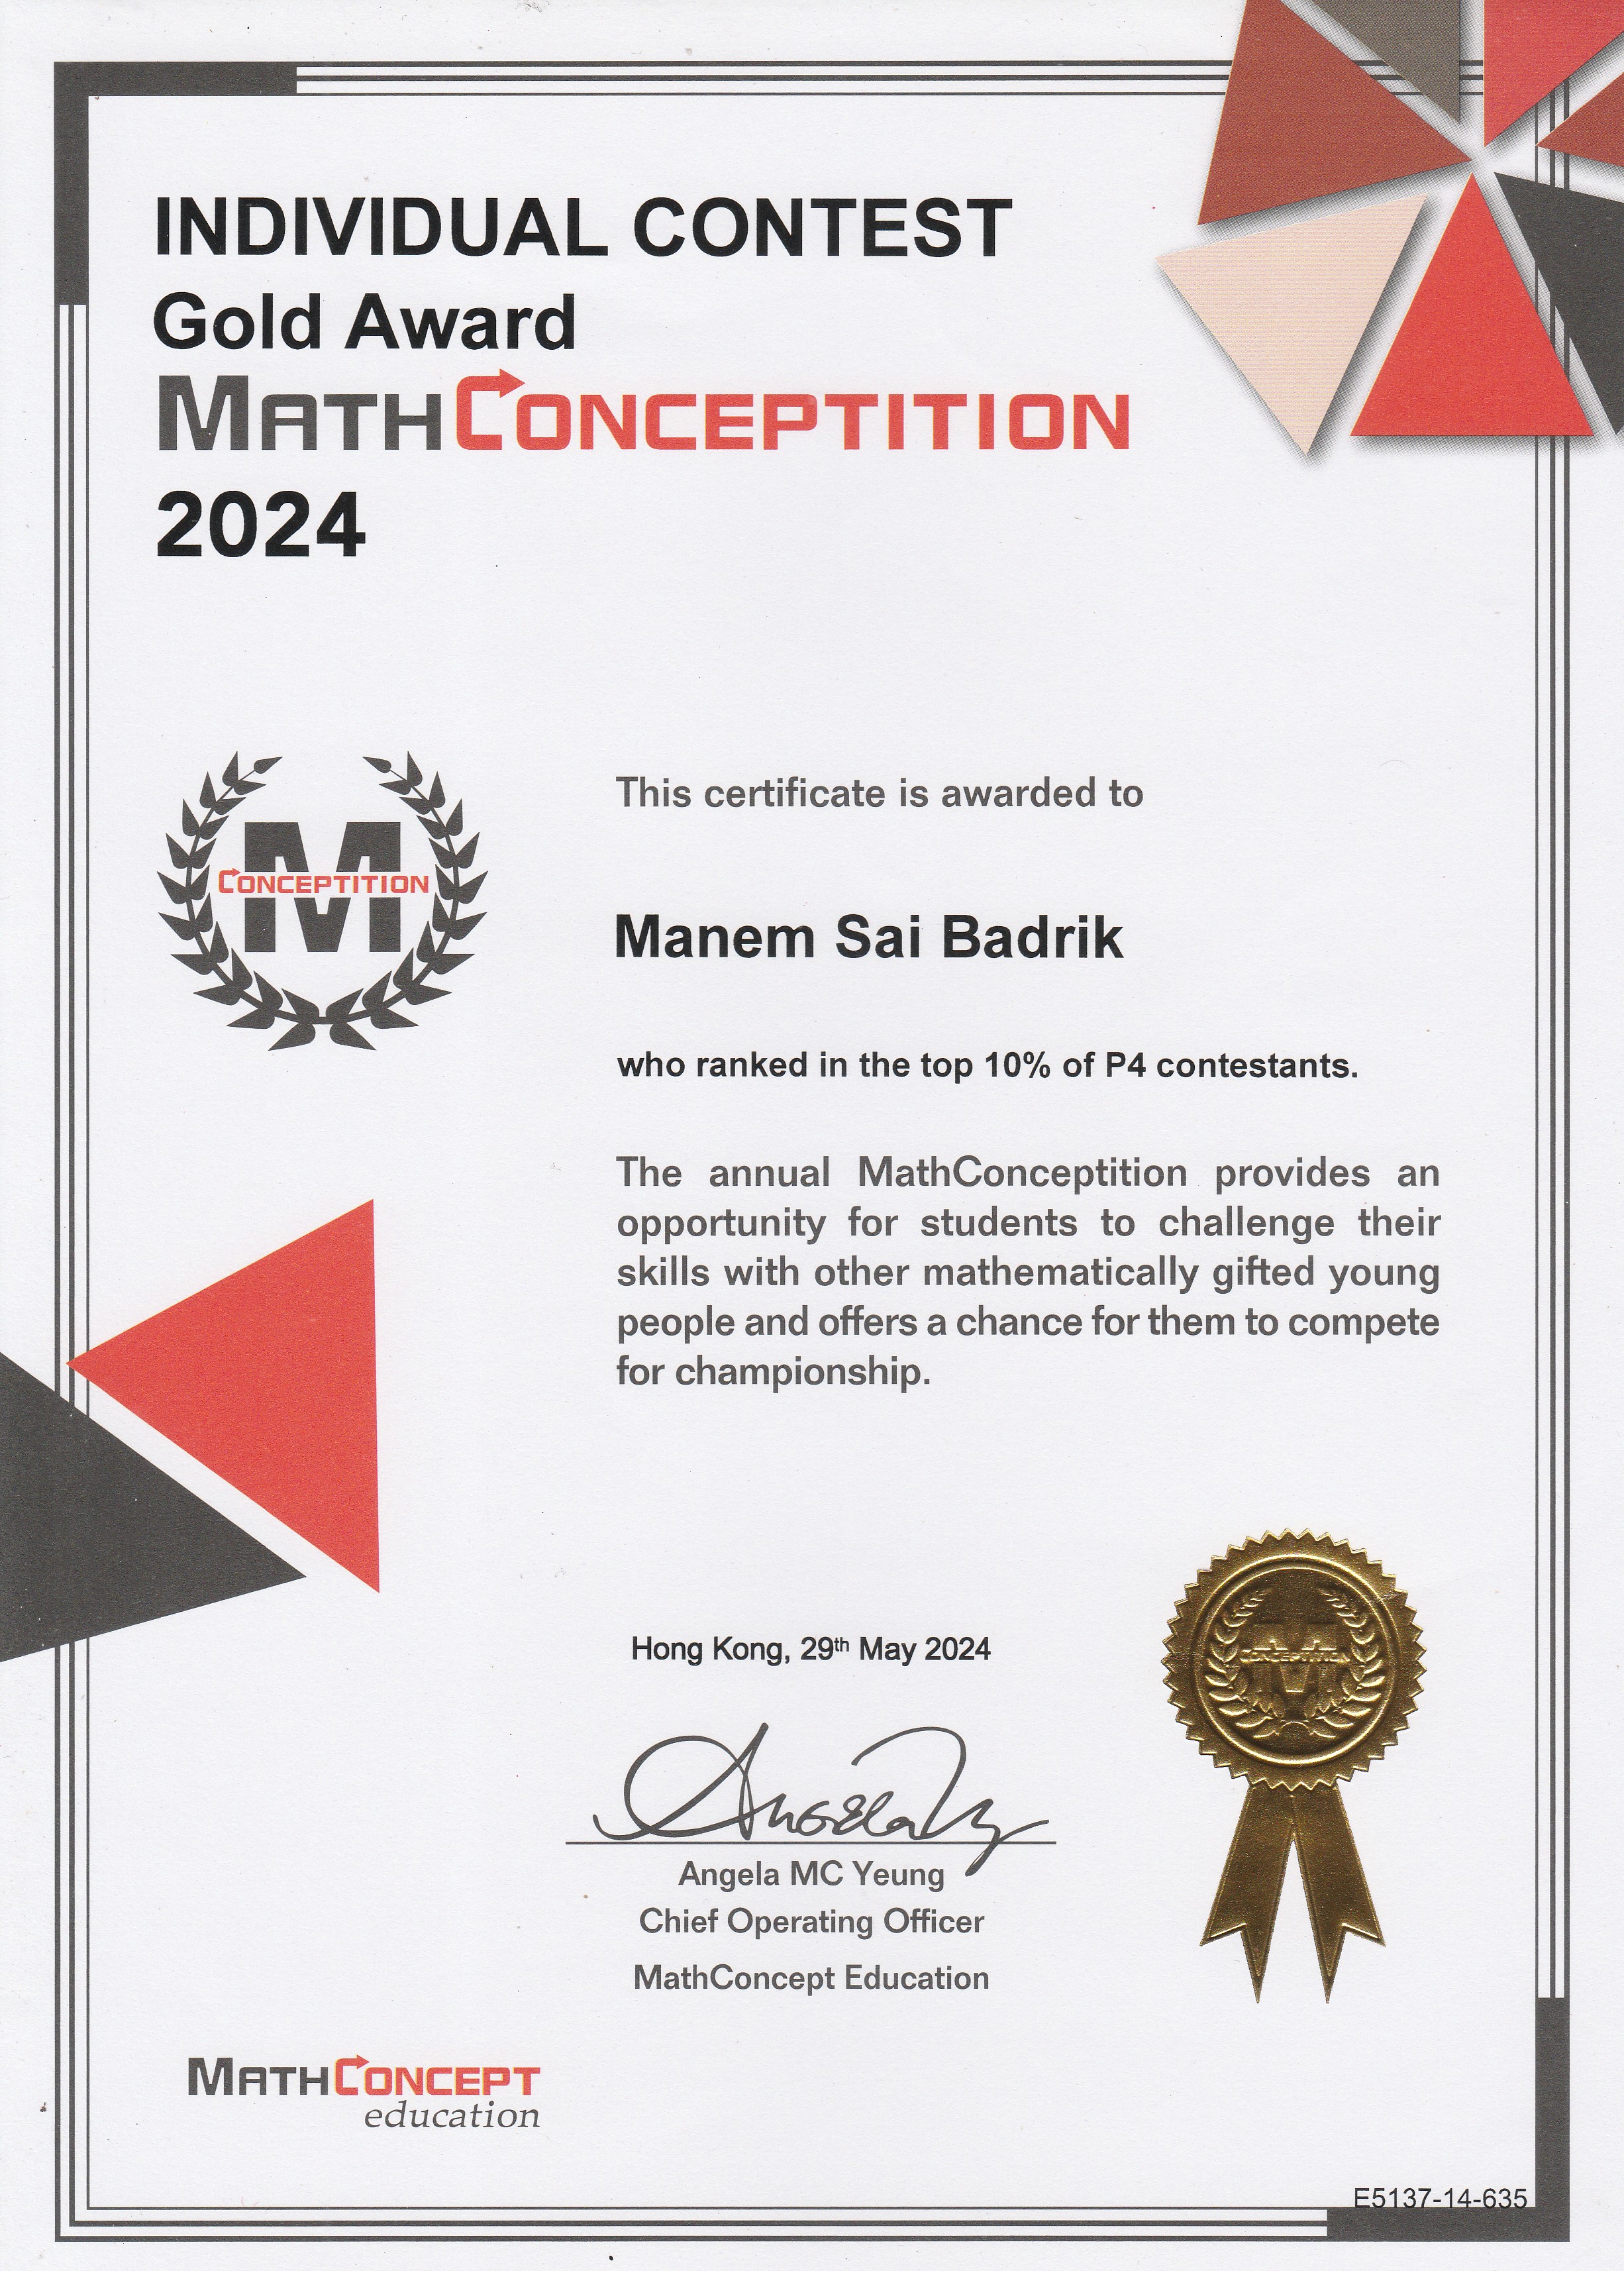 INDIVIDUAL CONTEST
Gold Award
MATHCONCEPTITION
2024
M
CONCEPTITION
This certificate is awarded to
Manem Sai Badrik
who ranked in the top 10% of P4 contestants.
The annual MathConceptition provides an
opportunity for students to challenge their
skills with other mathematically gifted young
people and offers a chance for them to compete
for championship.
Hong Kong, 29th May 2024
M
CONCEPTITION
Angela MC Yeung
Chief Operating Officer
MathConcept Education
MATHCONCEPT
education
E5137-14-635